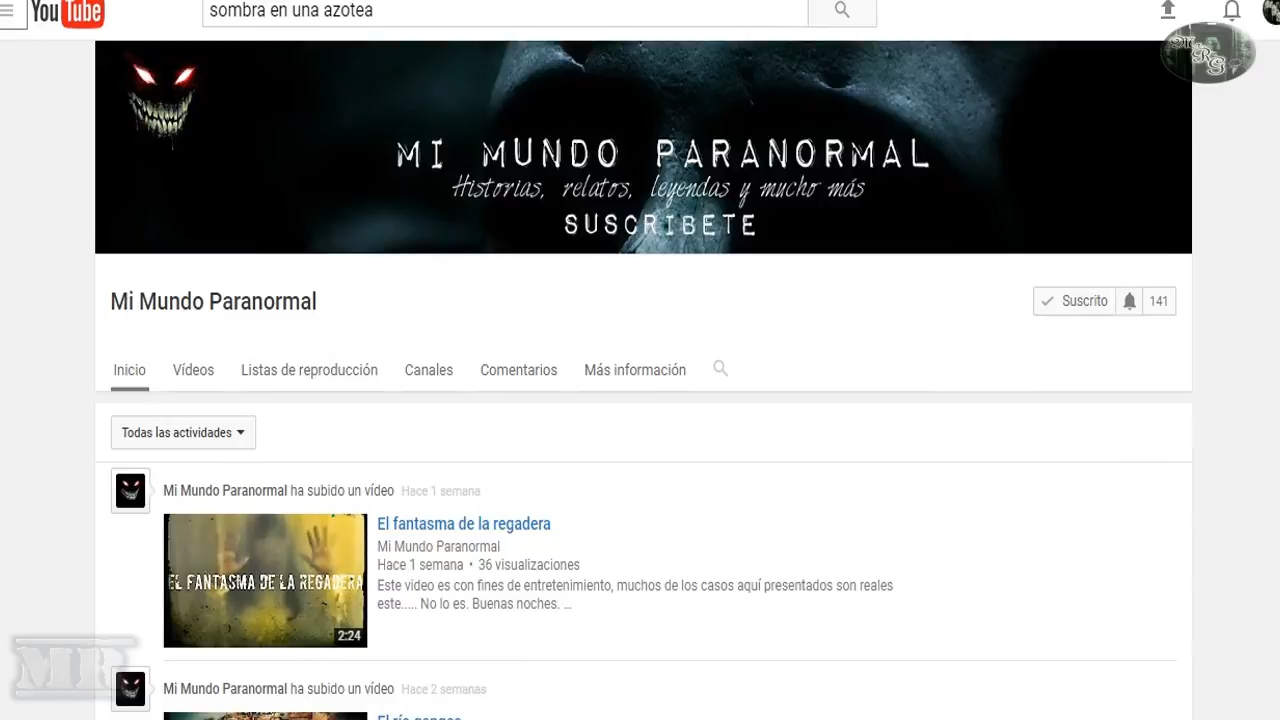 YouTube
sombra en una azotea
MRG
MI MUNDO PARANORMAL
Historias, relatos, leyendas y mucho más
SUSCRIBETE
Mi Mundo Paranormal
Suscrito
141
Inicio Vídeos Listas de reproducción Canales Comentarios Más información
Todas las actividades
Mi Mundo Paranormal ha subido un vídeo Hace 1 semana
El fantasma de la regadera
Mi Mundo Paranormal
Hace 1 semana • 36 visualizaciones
Este video es con fines de entretenimiento, muchos de los casos aquí presentados son reales
este..... No lo es. Buenas noches. ...
EL FANTASMA DE LA REGADERA
2:24
MR
Mi Mundo Paranormal ha subido un vídeo Hace 2 semanas